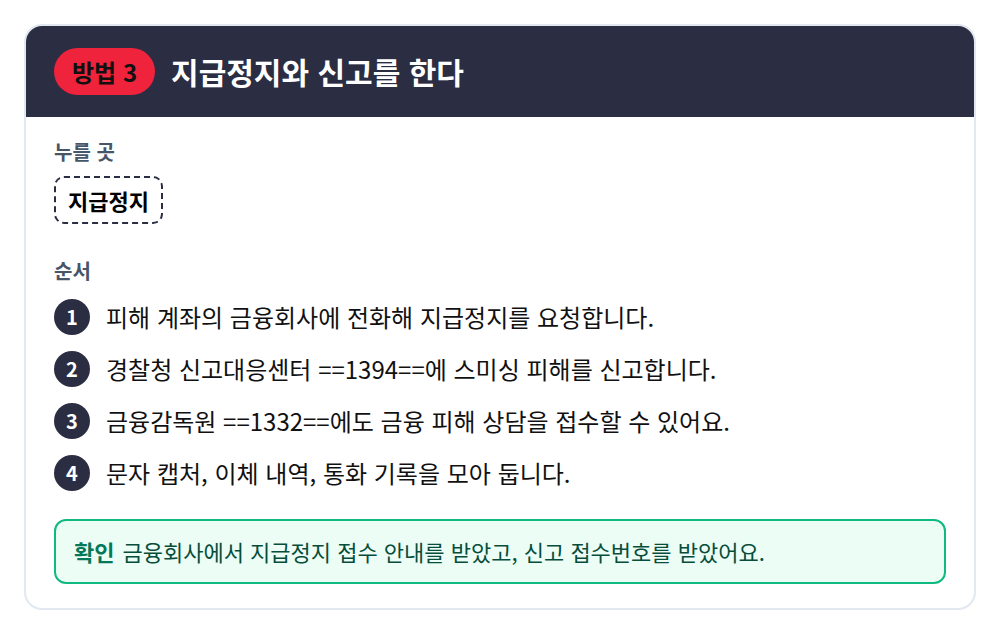 방법 3 지급정지와 신고를 한다
누를 곳
지급정지
순서
1 피해 계좌의 금융회사에 전화해 지급정지를 요청합니다.
2 경찰청 신고대응센터 ==1394==에 스미싱 피해를 신고합니다.
3 금융감독원 ==1332==에도 금융 피해 상담을 접수할 수 있어요.
4 문자 캡처, 이체 내역, 통화 기록을 모아 둡니다.
확인 금융회사에서 지급정지 접수 안내를 받았고, 신고 접수번호를 받았어요.